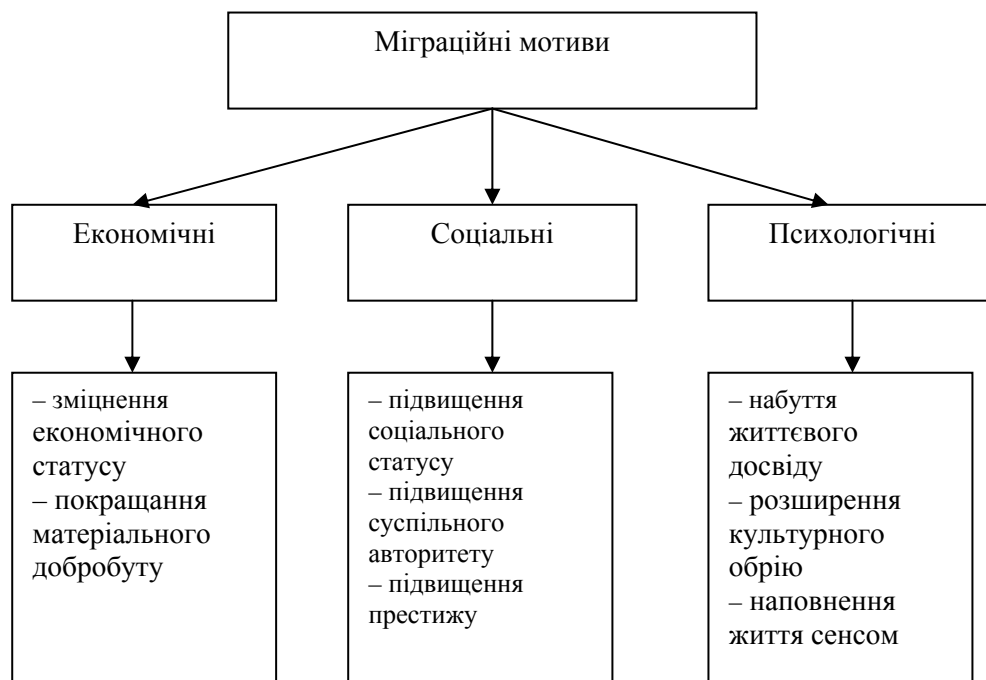 Міграційні мотиви
Економічні
Соціальні
Психологічні
– зміцнення
економічного
статусу
– покращання
матеріального
добробуту
– підвищення
соціального
статусу
– підвищення
суспільного
авторитету
– підвищення
престижу
– набуття
життєвого
досвіду
– розширення
культурного
обрію
– наповнення
життя сенсом